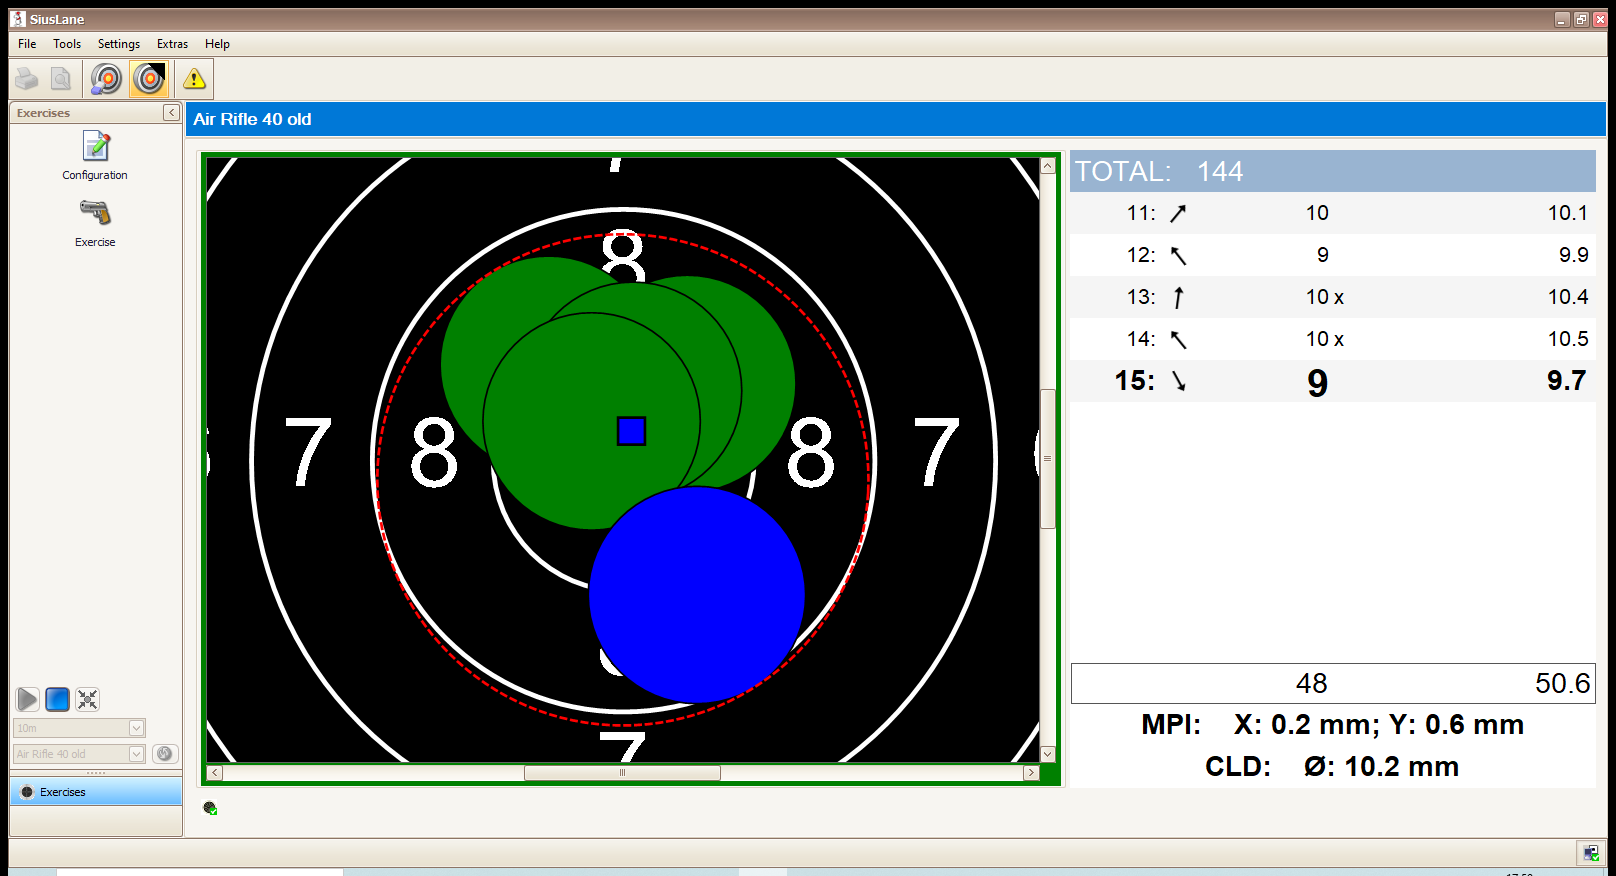 SiusLane
File Tools Settings Extras Help
Exercises
Configuration
Exercise
10m
Air Rifle 40 old
Exercises
Air Rifle 40 old
7
8
7 8 8 7
7
TOTAL: 144
11: 10 10.1
12: 9 9.9
13: 10 x 10.4
14: 10 x 10.5
15: 9 9.7
48 50.6
MPI: X: 0.2 mm; Y: 0.6 mm
CLD: Ø: 10.2 mm